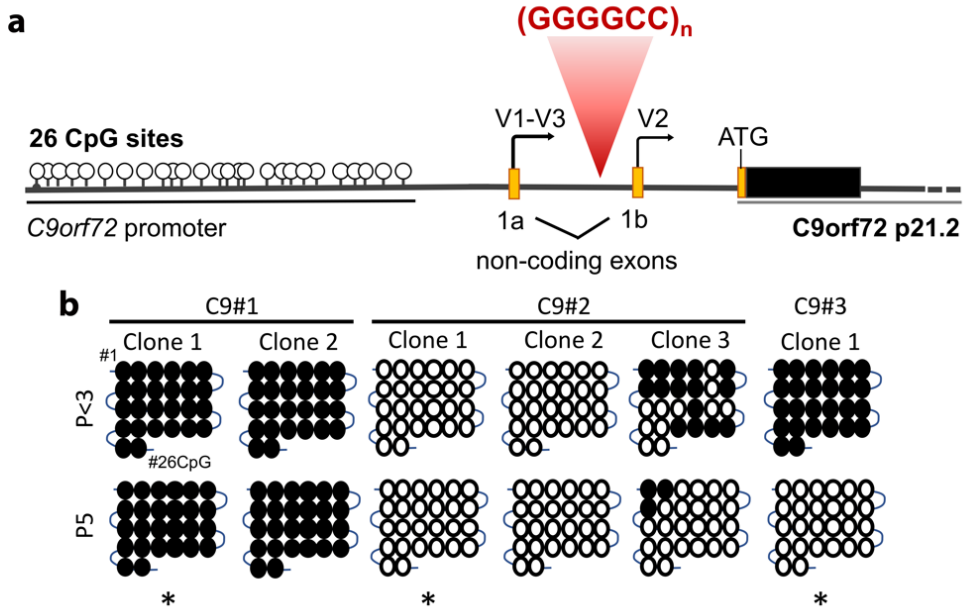 a
(GGGGCC)n
26 CpG sites
V1-V3
V2
ATG
C9orf72 promoter
1a
1b
C9orf72 p21.2
non-coding exons
b
C9#1
C9#2
C9#3
Clone 1
Clone 2
Clone 1
Clone 2
Clone 3
Clone 1
#1
P<3
#26CpG
P5
* * *